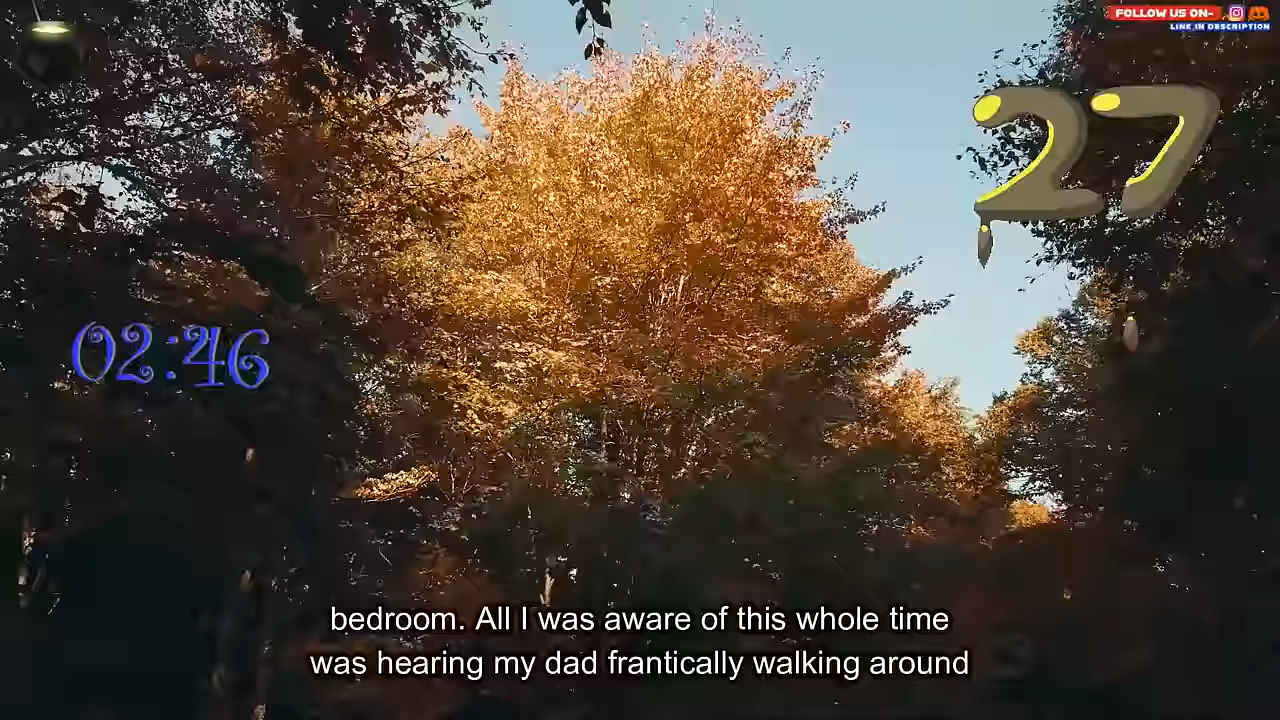 FOLLOW US ON-
LINK IN DESCRIPTION
27
02:46
bedroom. All I was aware of this whole time
was hearing my dad frantically walking around